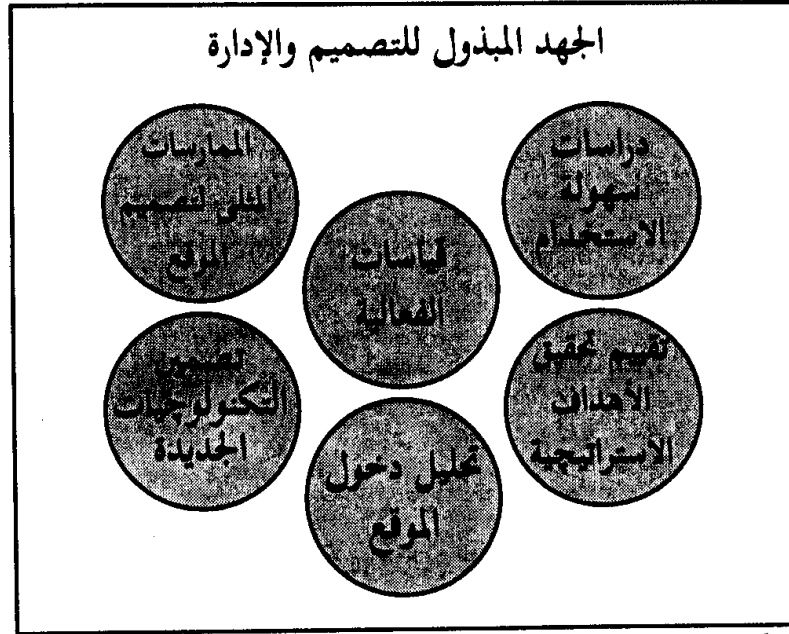 الجهد المبذول للتصميم والإدارة
دراسات
سهولة
الاستخدام
قياسات
الفعالية
الممارسات
المثلى لتصميم
الموقع
تقييم تحقيق
الأهداف
الاستراتيجية
تحليل دخول
الموقع
تضمين
التكنولوجيات
الجديدة